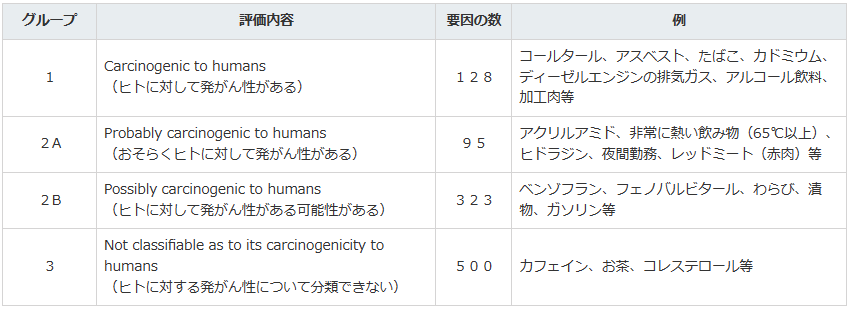 グループ 評価内容 要因の数 例
1 Carcinogenic to humans
（ヒトに対して発がん性がある） １２８ コールタール、アスベスト、たばこ、カドミウム、
ディーゼルエンジンの排気ガス、アルコール飲料、
加工肉等
２A Probably carcinogenic to humans
（おそらくヒトに対して発がん性がある） ９５ アクリルアミド、非常に熱い飲み物（65℃以上）、
ヒドラジン、夜間勤務、レッドミート（赤肉）等
２B Possibly carcinogenic to humans
（ヒトに対して発がん性がある可能性がある） ３２３ ベンゾフラン、フェノバルビタール、わらび、漬
物、ガソリン等
3 Not classifiable as to its carcinogenicity to
humans
（ヒトに対する発がん性について分類できない） ５００ カフェイン、お茶、コレステロール等